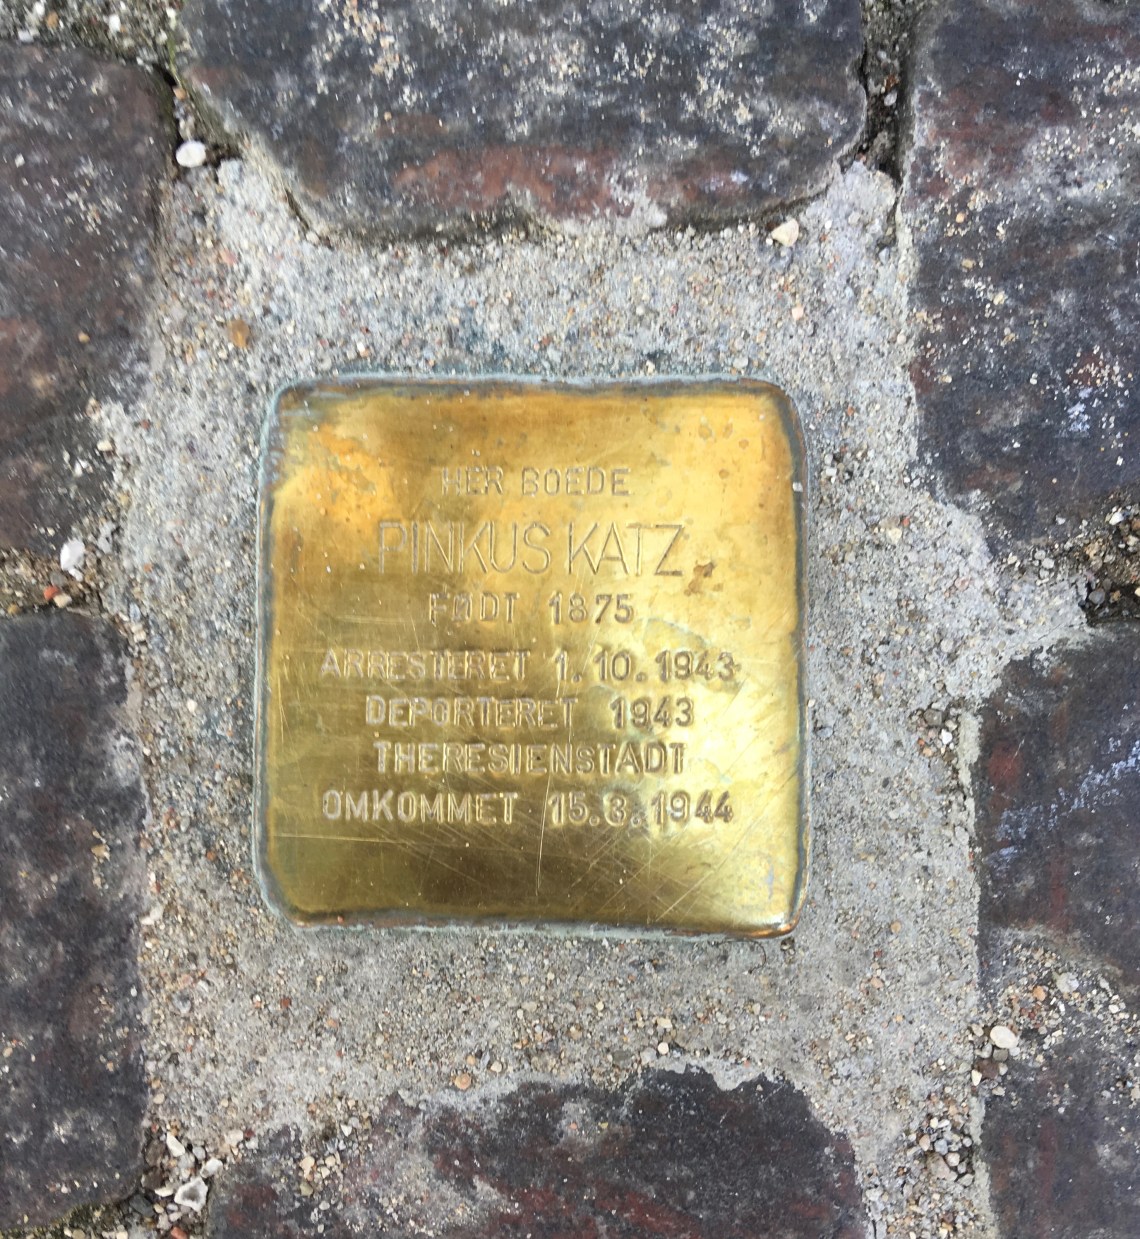 HER BOEDE
PINKUS KATZ
FØDT 1875
ARRESTERET 1.10.1943
DEPORTERET 1943
THERESIENSTADT
OMKOMMET 15.3.1944